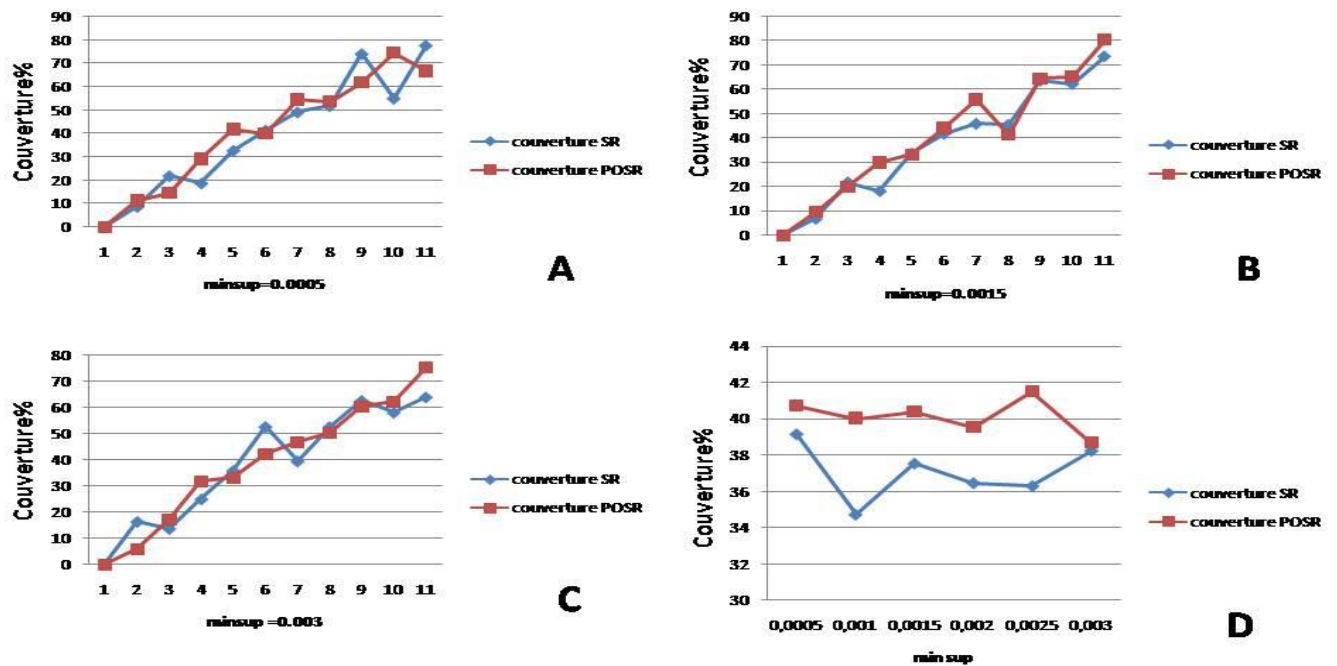 90
80
70
60
50
40
30
20
10
0
Couverture%
1 2 3 4 5 6 7 8 9 10 11
minsup=0.0005
couverture SR
couverture POSR
A
90
80
70
60
50
40
30
20
10
0
Couverture%
1 2 3 4 5 6 7 8 9 10 11
minsup=0.0015
couverture SR
couverture POSR
B
80
70
60
50
40
30
20
10
0
Couverture%
1 2 3 4 5 6 7 8 9 10 11
minsup =0.003
couverture SR
couverture POSR
C
44
42
40
38
36
34
32
30
Couverture%
0,0005 0,001 0,0015 0,002 0,0025 0,003
min sup
couverture SR
couverture POSR
D